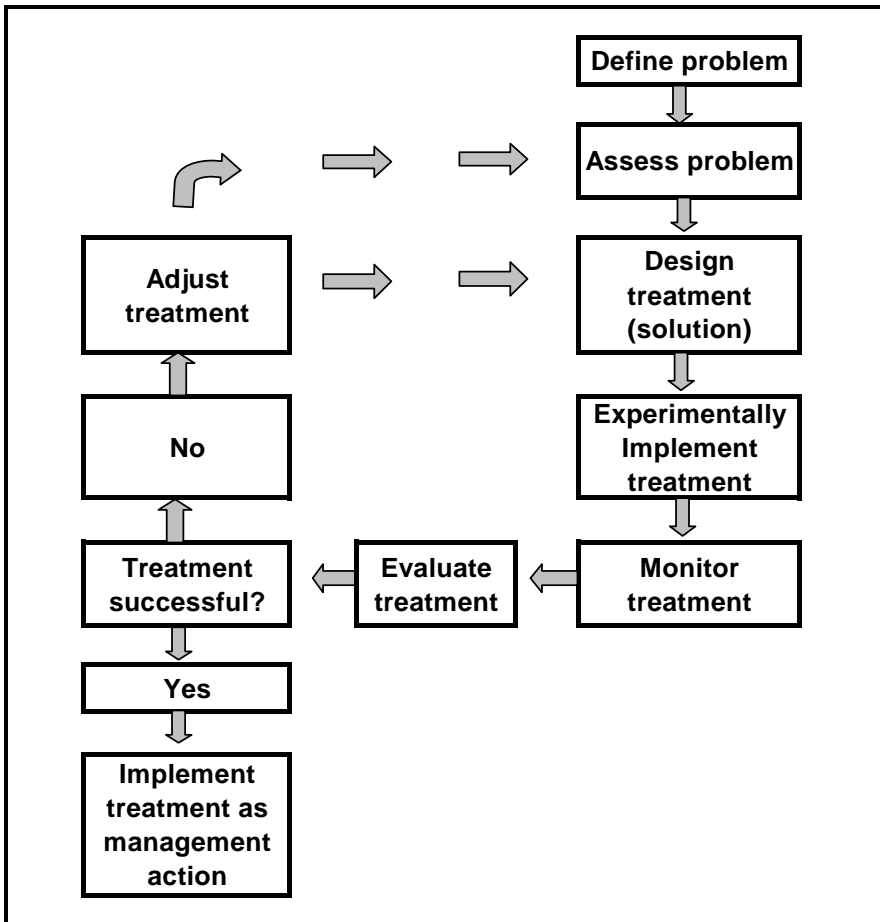 Define problem
Assess problem
Design
treatment
(solution)
Experimentally
Implement
treatment
Monitor
treatment
Evaluate
treatment
Treatment
successful?
No
Adjust
treatment
Yes
Implement
treatment as
management
action